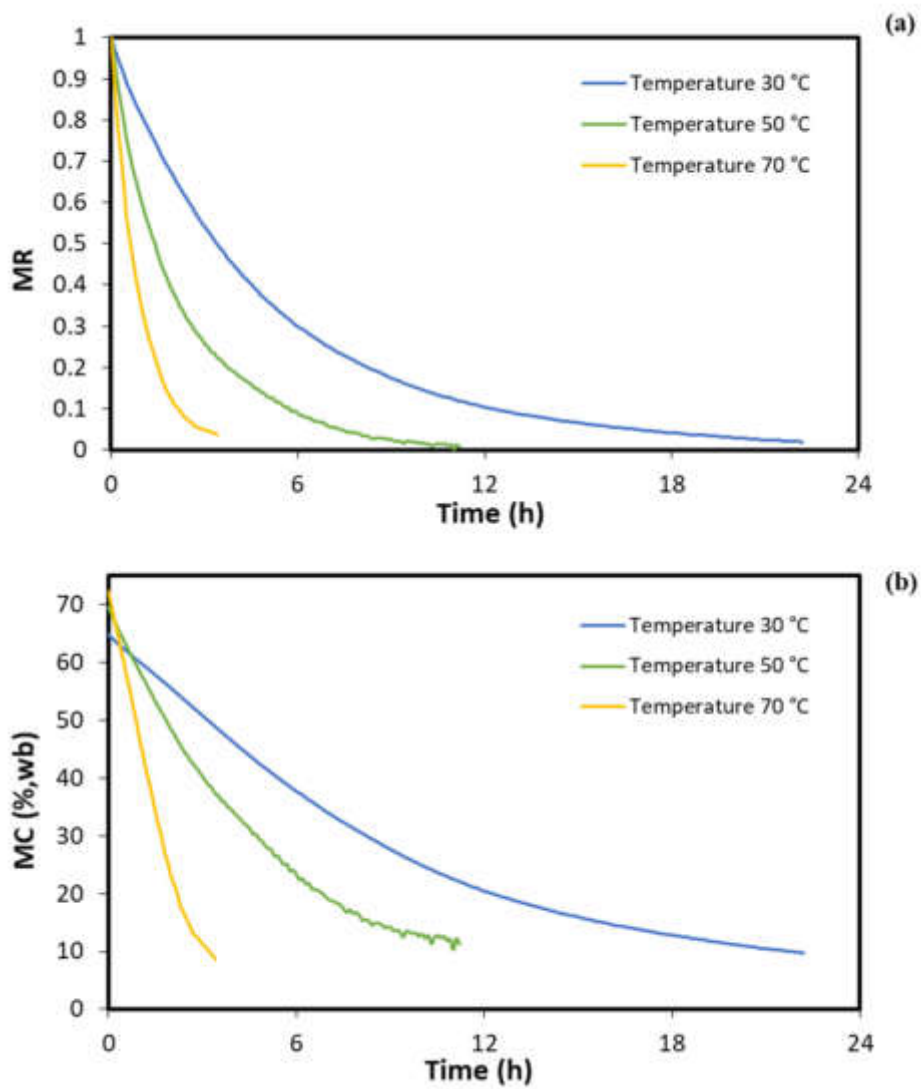 (a)
1
0.9
0.8
0.7
0.6
0.5
0.4
0.3
0.2
0.1
0
MR
Temperature 30 °C
Temperature 50 °C
Temperature 70 °C
0 6 12 18 24
Time (h)
(b)
70
60
50
40
30
20
10
0
MC (%,wb)
Temperature 30 °C
Temperature 50 °C
Temperature 70 °C
0 6 12 18 24
Time (h)